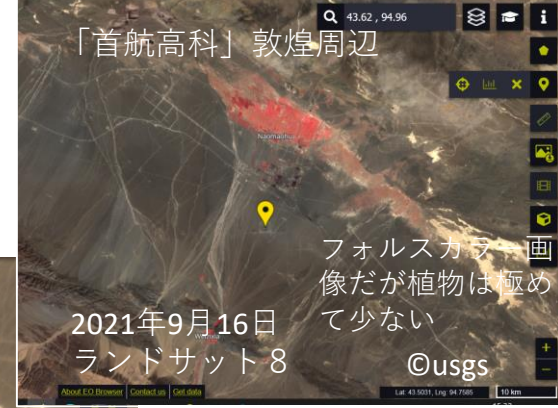 43.62 , 94.96
「首航高科」敦煌周辺
Naomaohu
フォルスカラー画
像だが植物は極め
て少ない
2021年9月16日
ランドサット８
©usgs
About EO Browser
Contact us
Get data
Lat: 43.5031, Lng: 94.7585
10 km